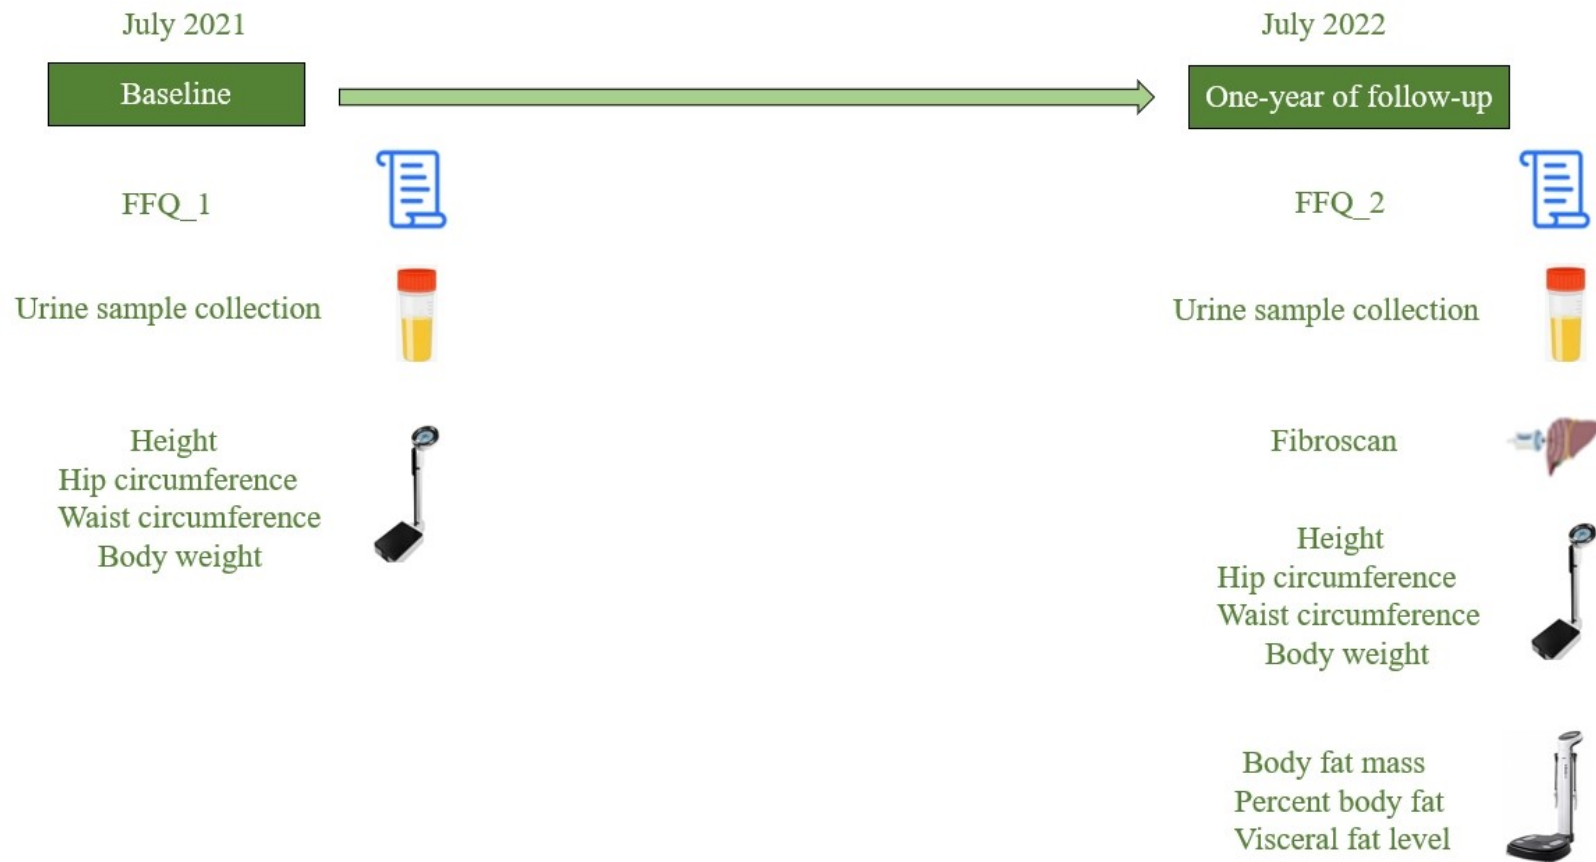 July 2021
Baseline
FFQ_1
Urine sample collection
Height
Hip circumference
Waist circumference
Body weight
July 2022
One-year of follow-up
FFQ_2
Urine sample collection
Fibroscan
Height
Hip circumference
Waist circumference
Body weight
Body fat mass
Percent body fat
Visceral fat level